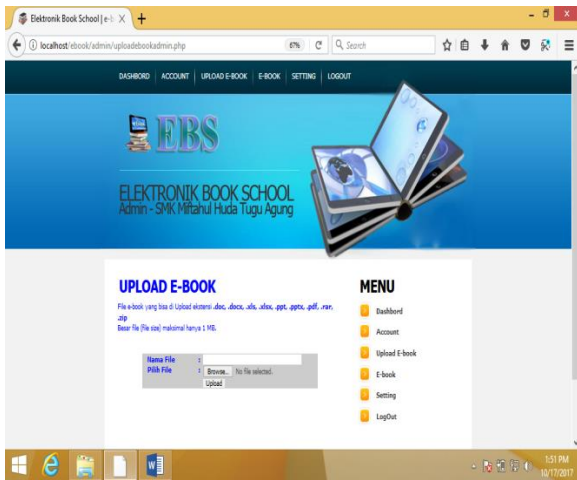 Elektronik Book School | e-b
localhost/ebook/admin/uploadebookadmin.php
67%
Search
DASHBORD ACCOUNT UPLOAD E-BOOK E-BOOK SETTING LOGOUT
EBS
ELEKTRONIK BOOK SCHOOL
Admin - SMK Miftahul Huda Tugu Agung
UPLOAD E-BOOK
File e-book yang bisa di Upload ekstensi .doc, .docx, .xls, .xlsx, .ppt, .pptx, .pdf, .rar,
.zip
Besar file (file size) maksimal hanya 1 MB.
Nama File :
Pilih File : Browse... No file selected.
Upload
MENU
Dashbord
Account
Upload E-book
E-book
Setting
LogOut
1:51 PM
10/17/2017